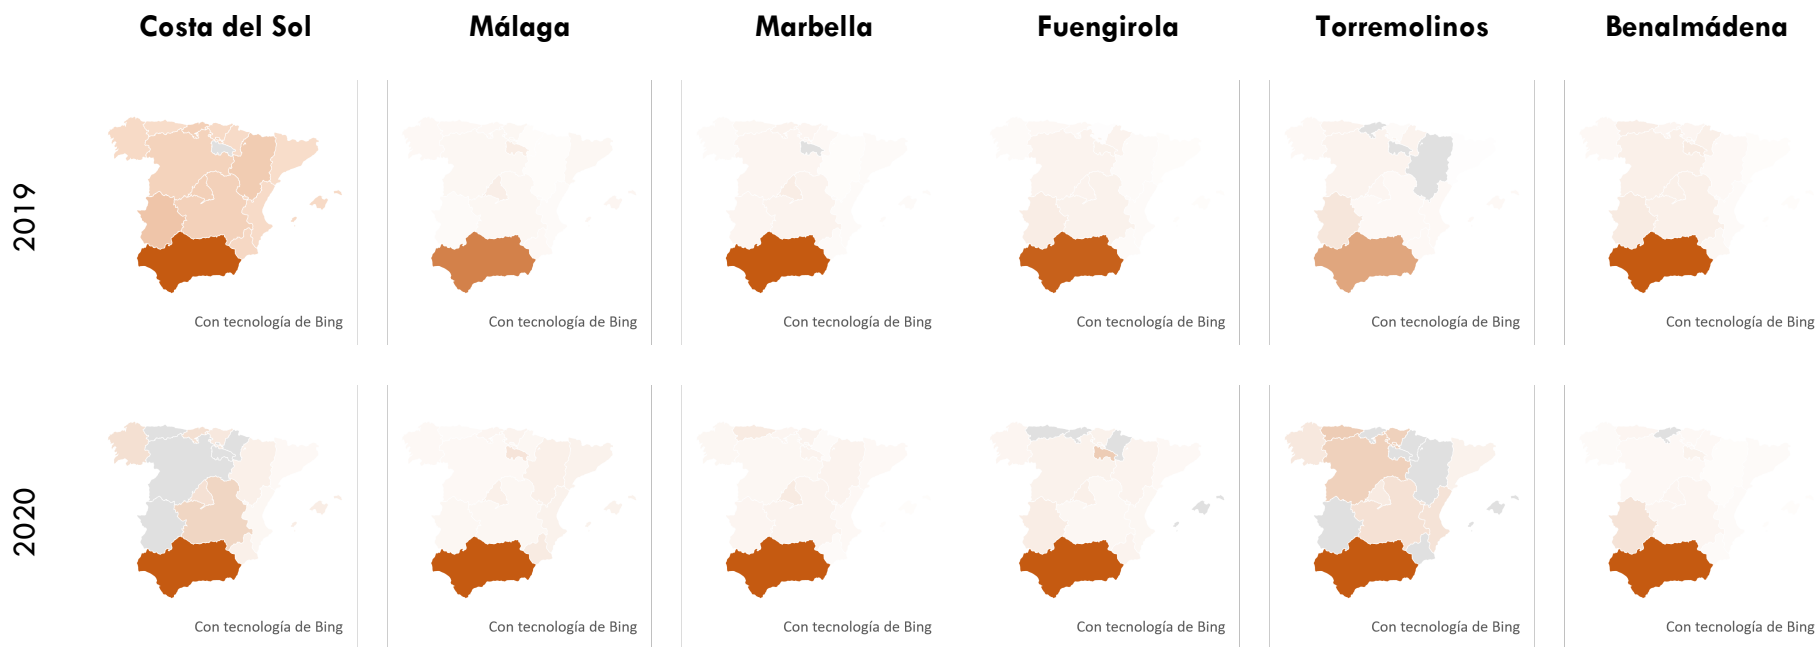 Costa del Sol
Málaga
Marbella
Fuengirola
Torremolinos
Benalmádena
2019
Con tecnología de Bing
Con tecnología de Bing
Con tecnología de Bing
Con tecnología de Bing
Con tecnología de Bing
Con tecnología de Bing
2020
Con tecnología de Bing
Con tecnología de Bing
Con tecnología de Bing
Con tecnología de Bing
Con tecnología de Bing
Con tecnología de Bing